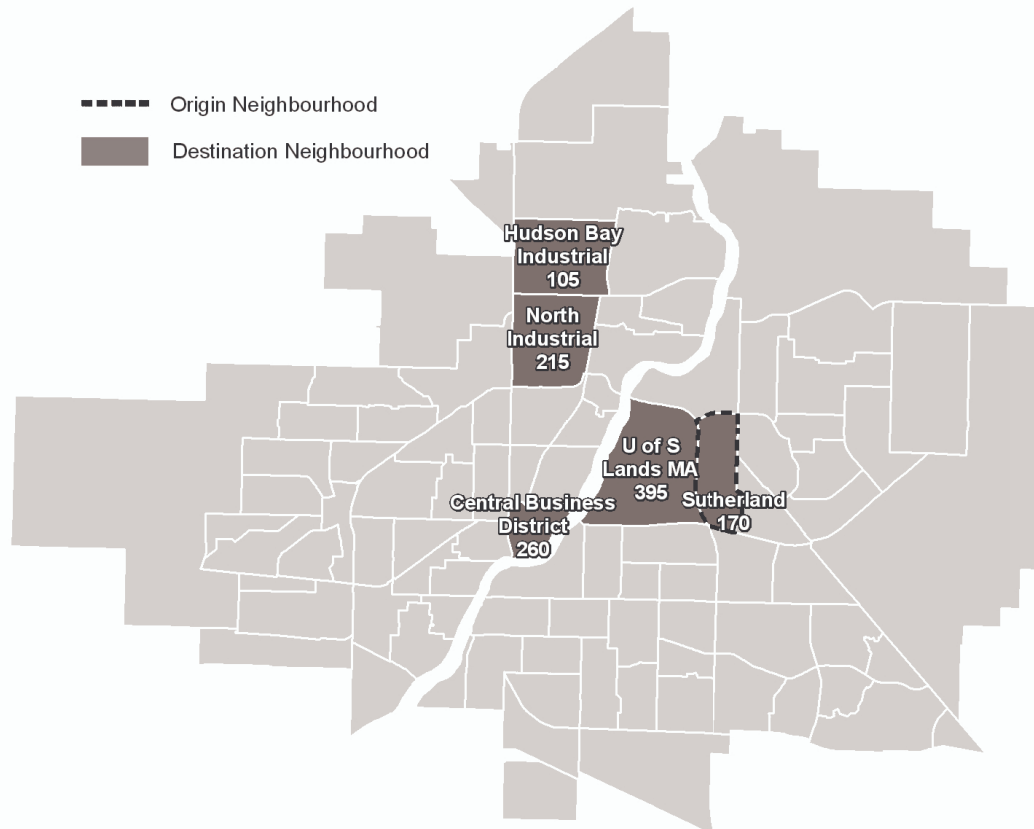 Origin Neighbourhood
Destination Neighbourhood
Hudson Bay
Industrial
105
North
Industrial
215
U of S
Lands MA
395
Sutherland
170
Central Business
District
260